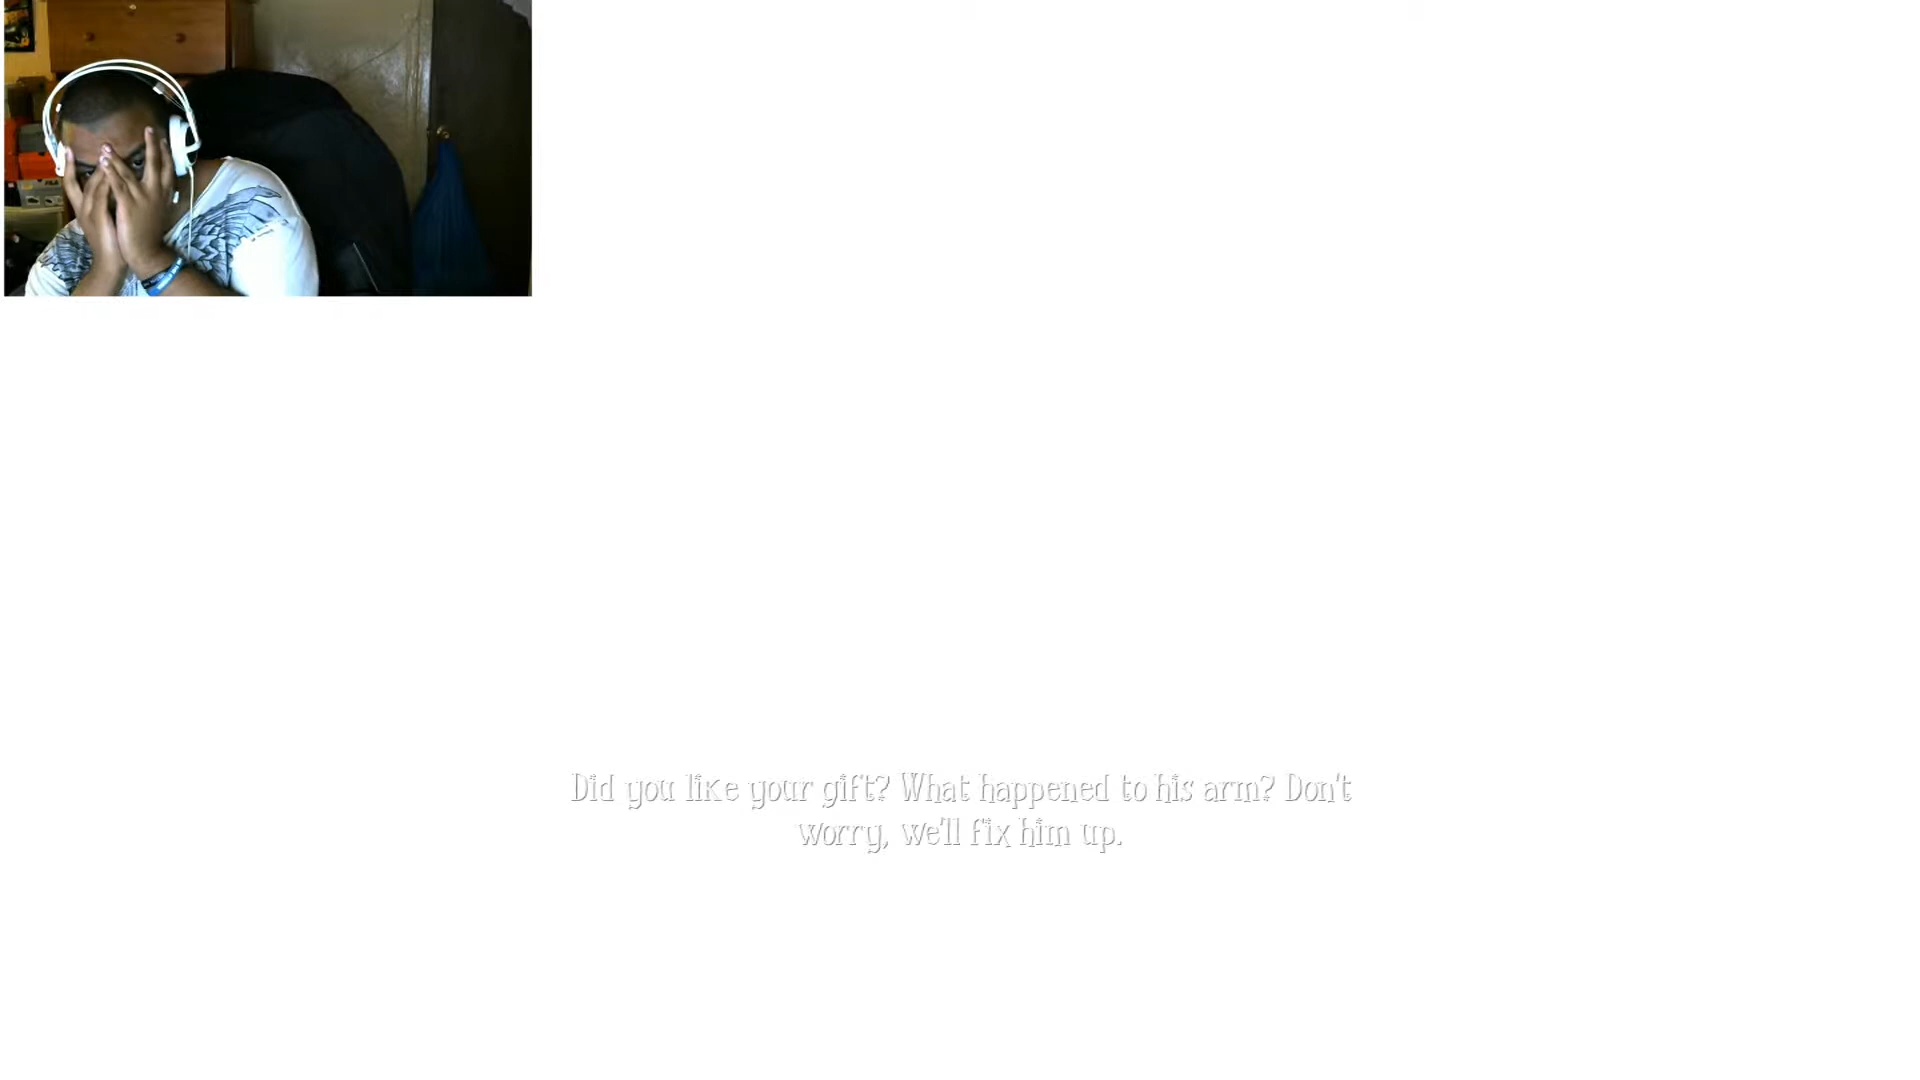 Did you like your gift? What happened to his arm? Don't
worry, we'll fix him up.